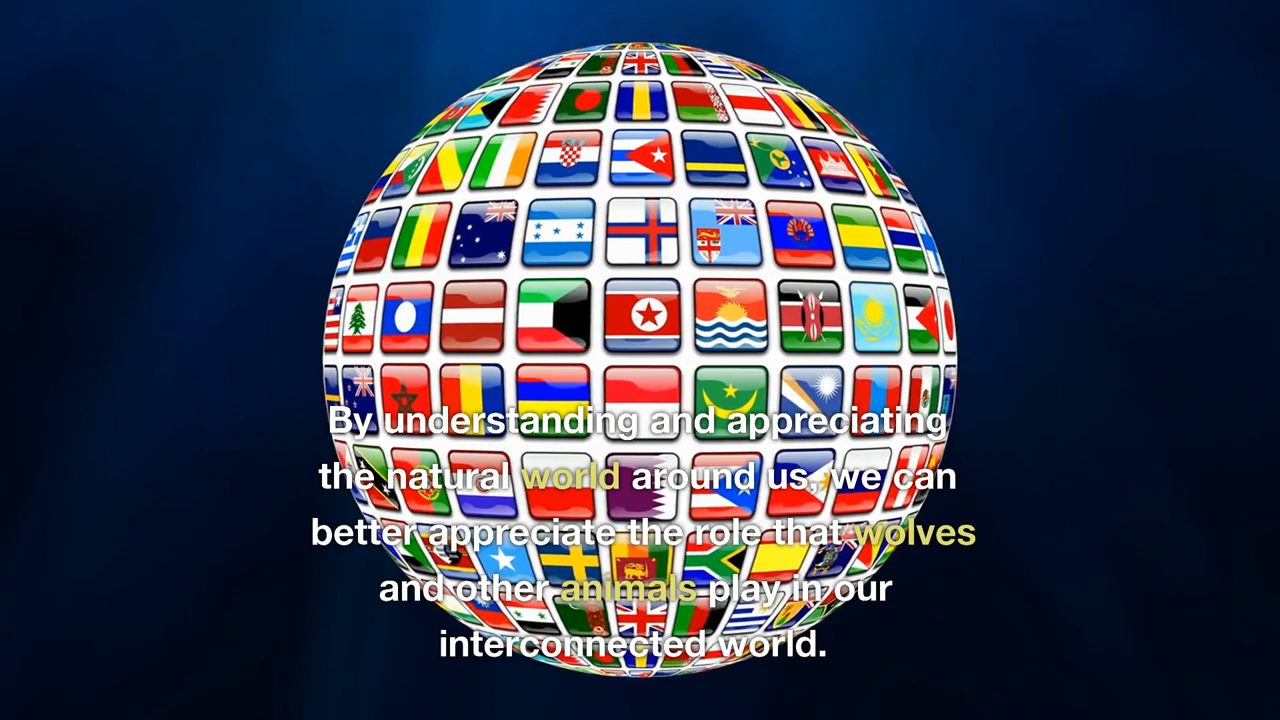 By understanding and appreciating
the natural world around us, we can
better appreciate the role that wolves
and other animals play in our
interconnected world.